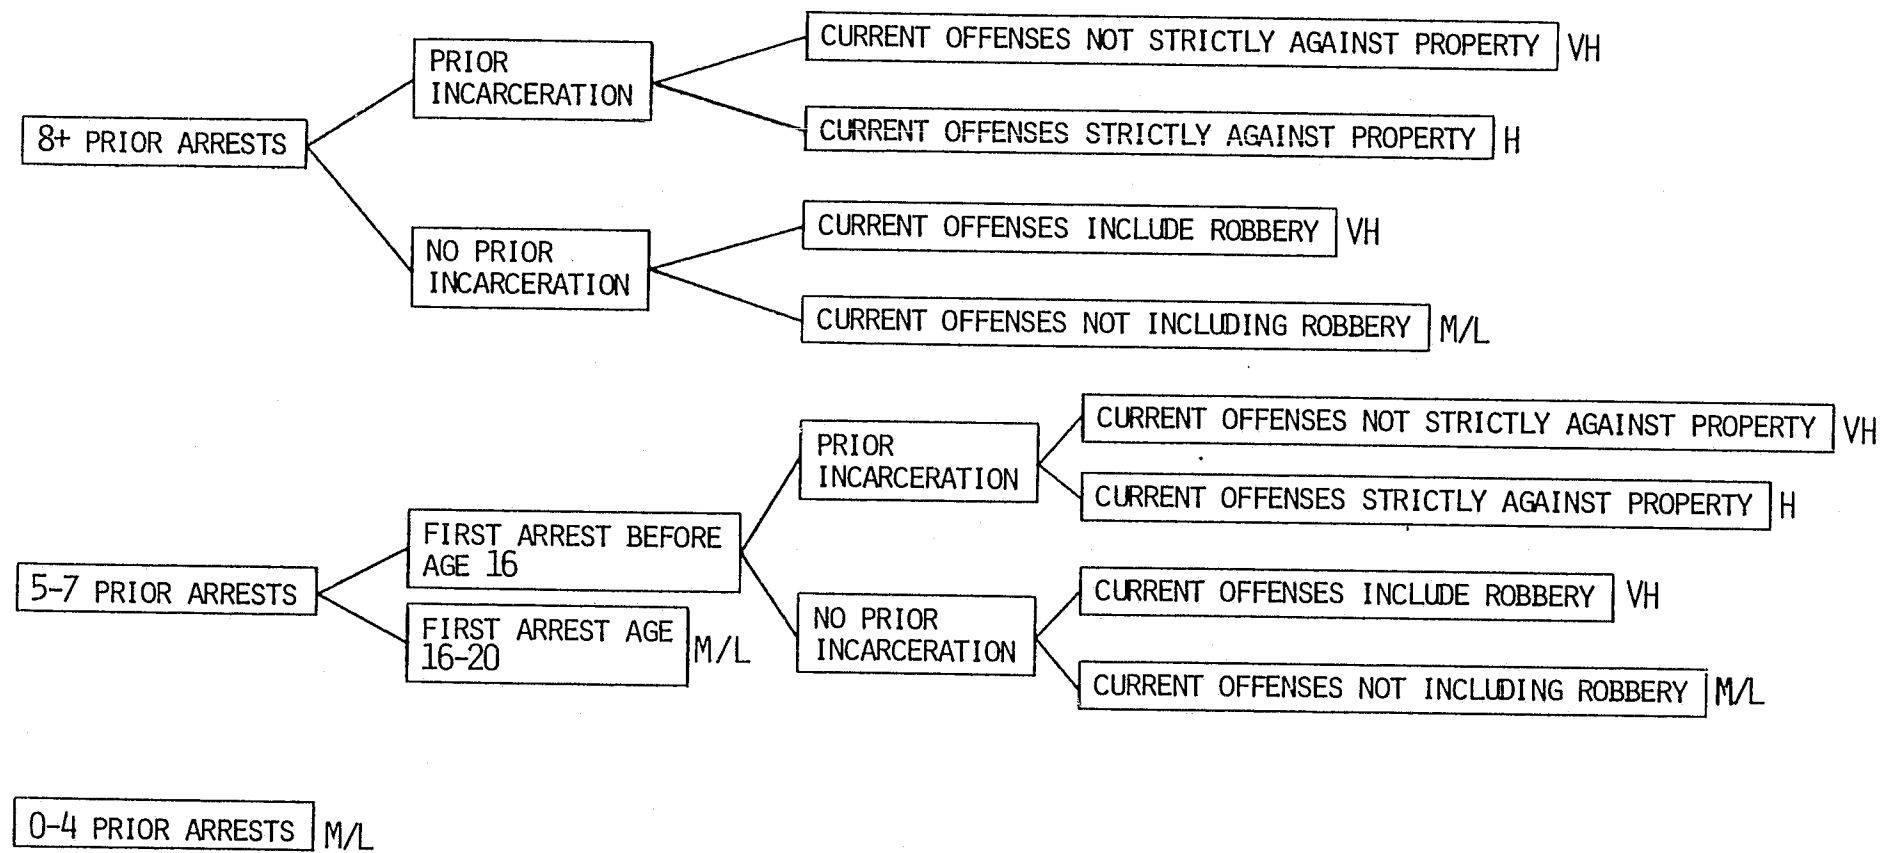 CURRENT OFFENSES NOT STRICTLY AGAINST PROPERTY VH
PRIOR
INCARCERATION
CURRENT OFFENSES STRICTLY AGAINST PROPERTY H
8+ PRIOR ARRESTS
CURRENT OFFENSES INCLUDE ROBBERY VH
NO PRIOR
INCARCERATION
CURRENT OFFENSES NOT INCLUDING ROBBERY M/L
CURRENT OFFENSES NOT STRICTLY AGAINST PROPERTY VH
PRIOR
INCARCERATION
CURRENT OFFENSES STRICTLY AGAINST PROPERTY H
FIRST ARREST BEFORE
AGE 16
5-7 PRIOR ARRESTS
CURRENT OFFENSES INCLUDE ROBBERY VH
NO PRIOR
INCARCERATION
FIRST ARREST AGE
16-20 M/L
CURRENT OFFENSES NOT INCLUDING ROBBERY M/L
0-4 PRIOR ARRESTS M/L